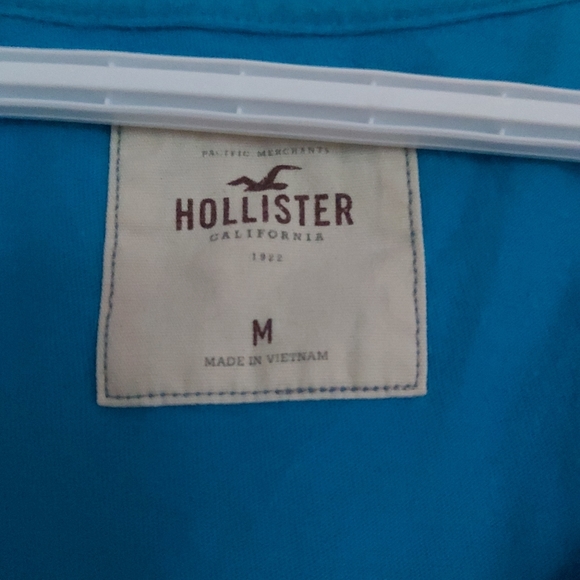 PACIFIC MERCHANTS
HOLLISTER
CALIFORNIA
1922
M
MADE IN VIETNAM